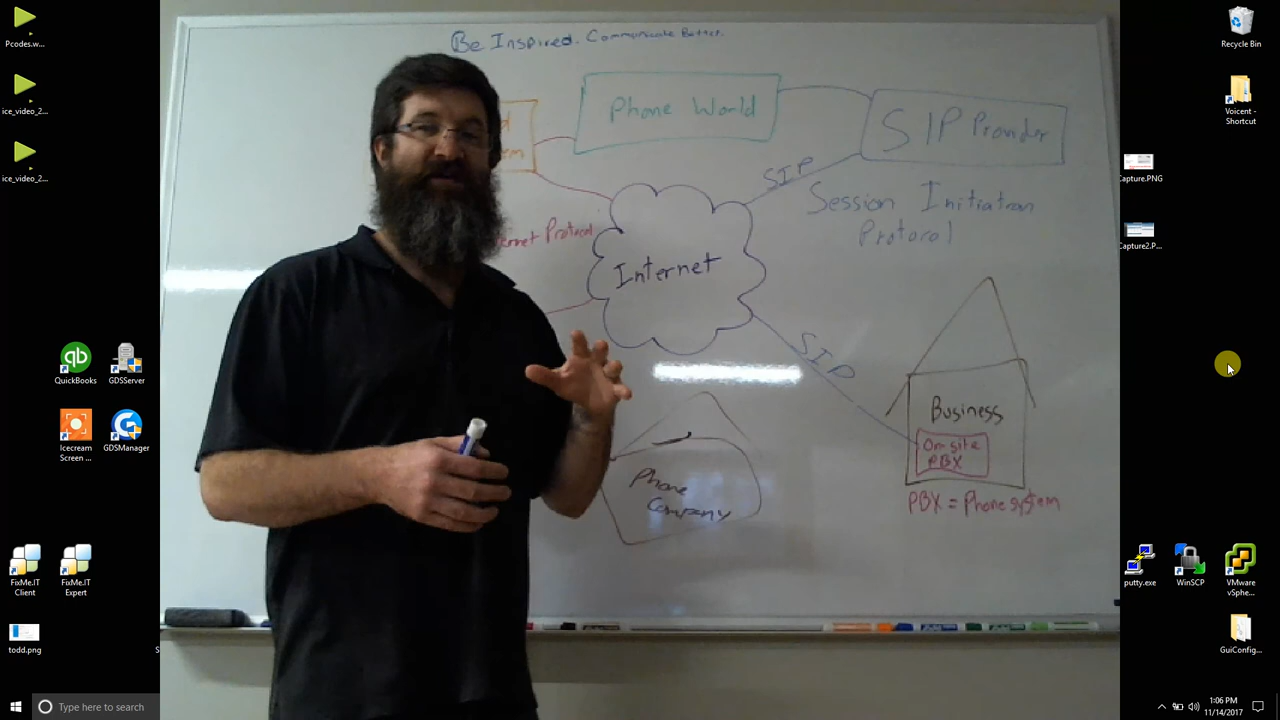 Pcodes.w...
ice_video_2...
ice_video_2...
QuickBooks
GDSServer
Icecream
Screen ...
GDSManager
FixMe.IT
Client
FixMe.IT
Expert
todd.png
S
Type here to search
Be Inspired. Communicate Better.
Phone World
SIP Provider
SIP
Session Initiation
Protocol
ernet Protocol
Internet
SIP
Business
On site
PBX
PBX = Phone system
Phone
Company
Recycle Bin
Voicent -
Shortcut
Capture.PNG
Capture2.P...
putty.exe
WinSCP
VMware
vSphe...
GuiConfig...
1:06 PM
11/14/2017